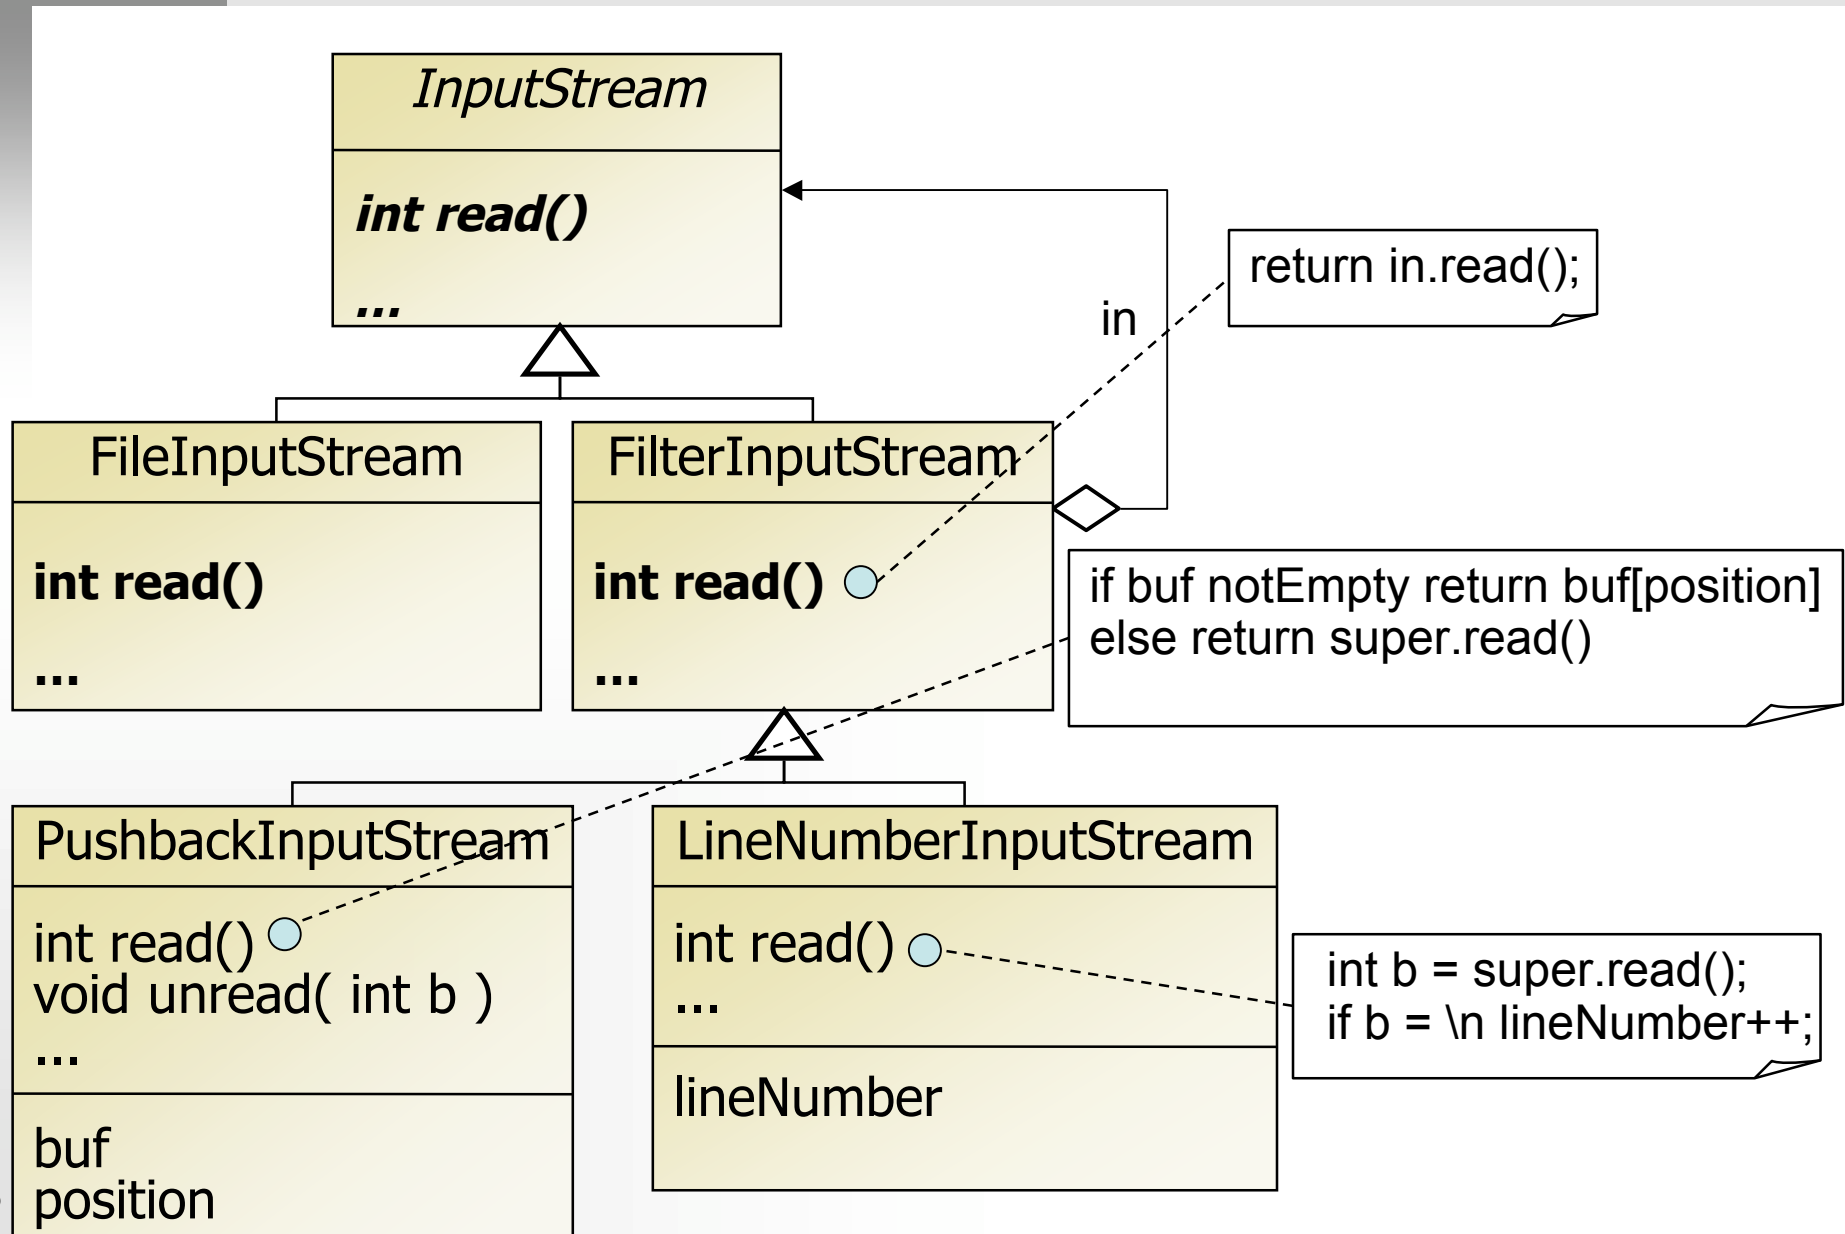 InputStream
int read()
...
in
return in.read();
FileInputStream
int read()
...
FilterInputStream
int read()
...
if buf notEmpty return buf[position]
else return super.read()
PushbackInputStream
int read()
void unread( int b )
...
buf
position
LineNumberInputStream
int read()
...
lineNumber
int b = super.read();
if b = \n lineNumber++;